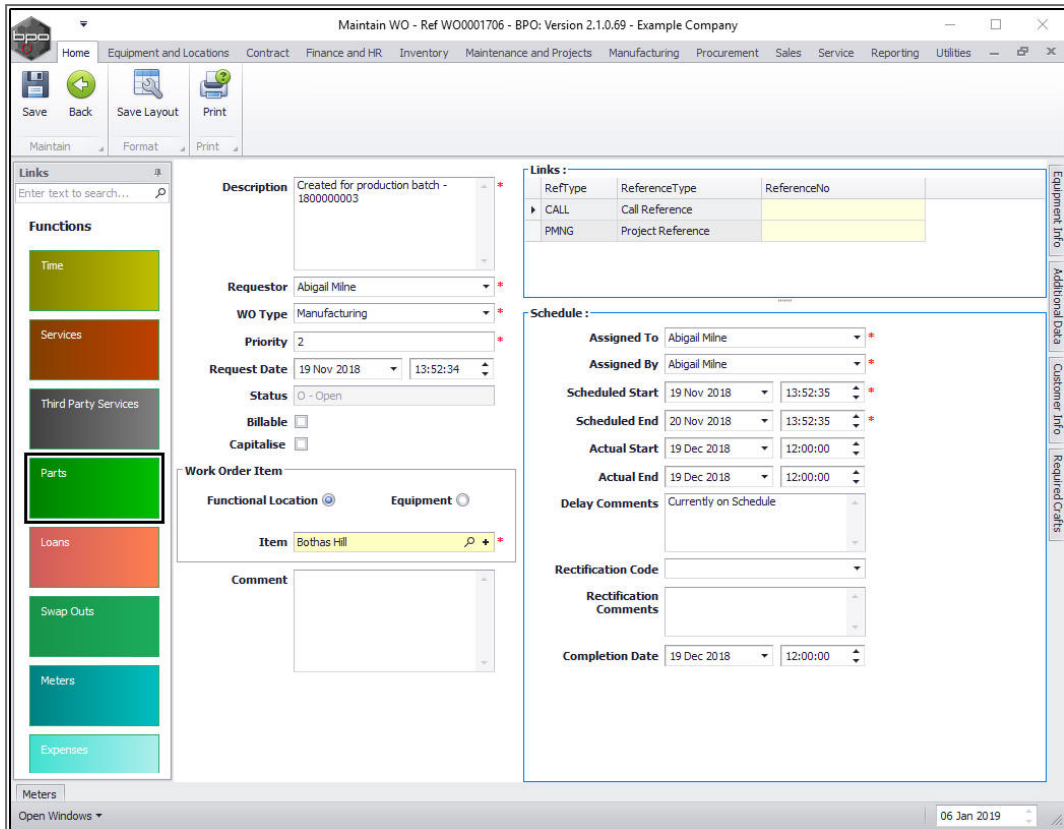 bpo
Maintain WO - Ref WO0001706 - BPO: Version 2.1.0.69 - Example Company
Home Equipment and Locations Contract Finance and HR Inventory Maintenance and Projects Manufacturing Procurement Sales Service Reporting Utilities
Save Back Save Layout Print
Maintain Format Print
Links
Enter text to search...
Functions
Time
Services
Third Party Services
Parts
Loans
Swap Outs
Meters
Expenses
Description Created for production batch -
1800000003 *
Requestor Abigail Milne *
WO Type Manufacturing *
Priority 2 *
Request Date 19 Nov 2018 13:52:34
Status O - Open
Billable
Capitalise
Work Order Item
Functional Location Equipment
Item Bothas Hill + *
Comment
Links :
RefType ReferenceType ReferenceNo
CALL Call Reference
PMNG Project Reference
Schedule :
Assigned To Abigail Milne *
Assigned By Abigail Milne *
Scheduled Start 19 Nov 2018 13:52:35 *
Scheduled End 20 Nov 2018 13:52:35 *
Actual Start 19 Dec 2018 12:00:00
Actual End 19 Dec 2018 12:00:00
Delay Comments Currently on Schedule
Rectification Code
Rectification
Comments
Completion Date 19 Dec 2018 12:00:00
Equipment Info
Additional Data
Customer Info
Required Crafts
Meters
Open Windows
06 Jan 2019